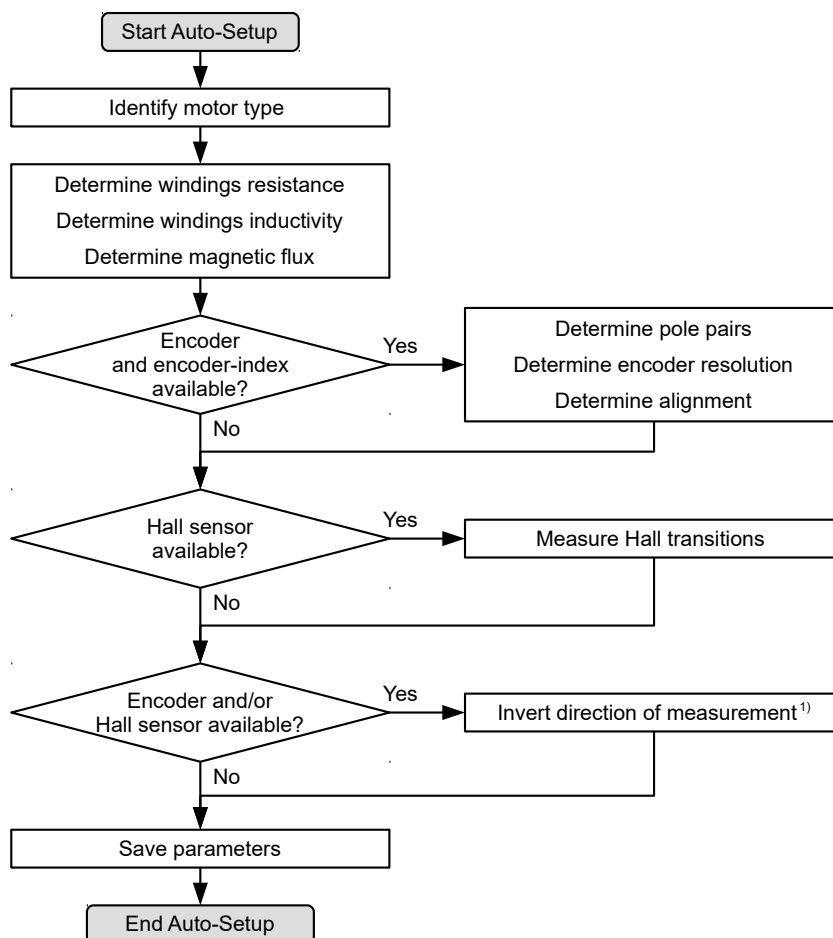 Start Auto-Setup
Identify motor type
Determine windings resistance
Determine windings inductivity
Determine magnetic flux
Encoder
and encoder-index
available?
Yes
Determine pole pairs
Determine encoder resolution
Determine alignment
No
Hall sensor
available?
Yes
Measure Hall transitions
No
Encoder and/or
Hall sensor available?
Yes
Invert direction of measurement 1)
No
Save parameters
End Auto-Setup